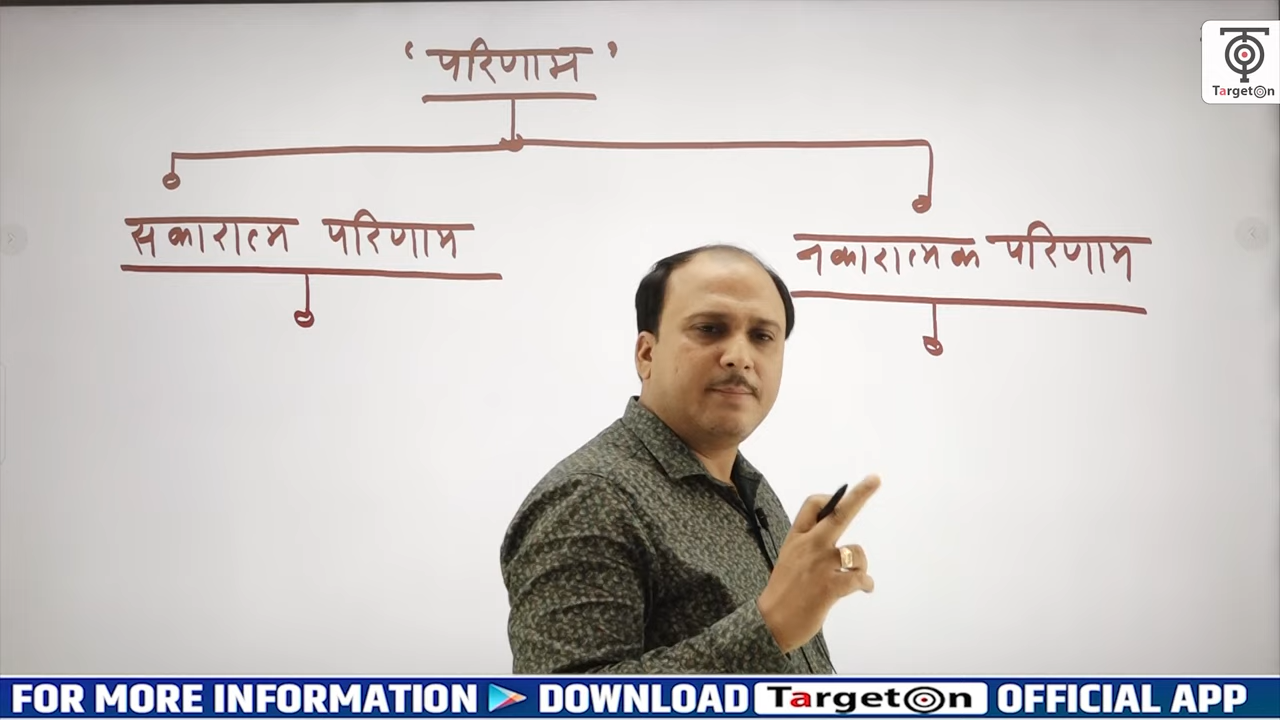 'परिणाम'
सकारात्म परिणाम
नकारात्मक परिणाम
TargetOn
FOR MORE INFORMATION DOWNLOAD TargetOn OFFICIAL APP